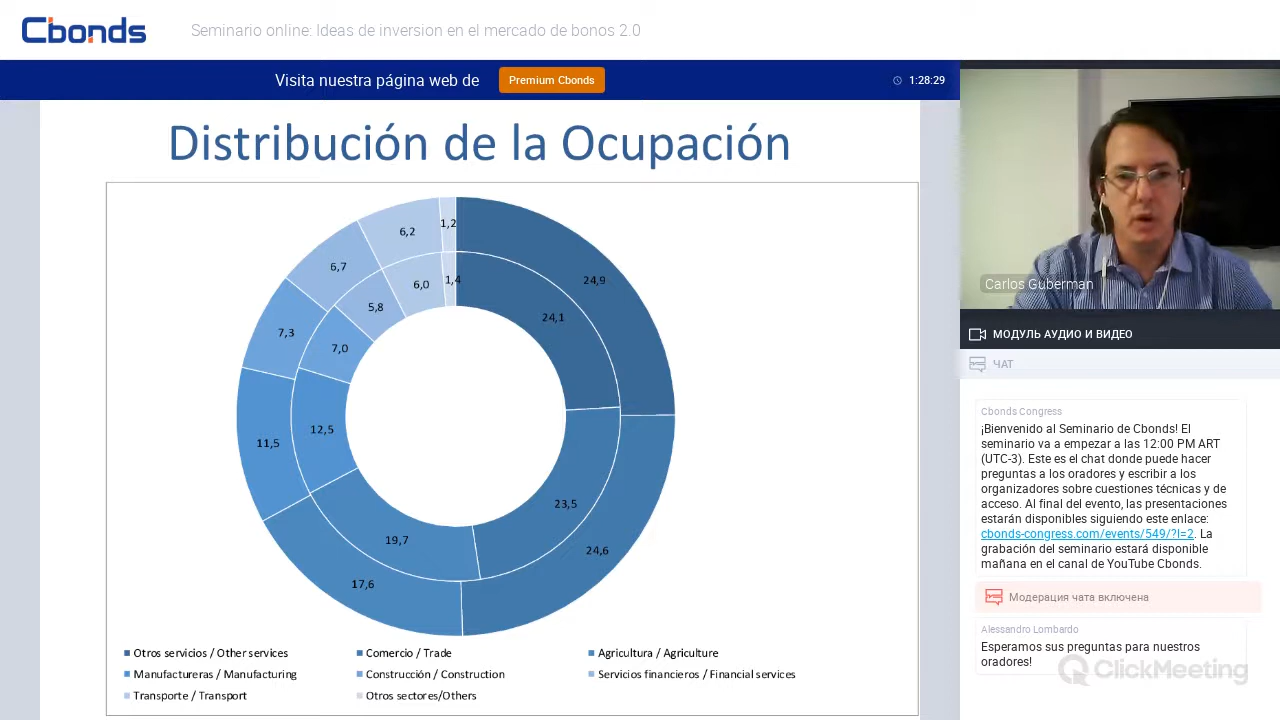 Cbonds
Seminario online: Ideas de inversion en el mercado de bonos 2.0
Visita nuestra página web de
Premium Cbonds
1:28:29
Distribución de la Ocupación
1,2
6,2
6,7
24,9
1,4
6,0
5,8
24,1
7,3
7,0
11,5
12,5
23,5
19,7
24,6
17,6
Otros servicios / Other services
Comercio / Trade
Agricultura / Agriculture
Manufactureras / Manufacturing
Construcción / Construction
Servicios financieros / Financial services
Transporte / Transport
Otros sectores/Others
Carlos Guberman
МОДУЛЬ АУДИО И ВИДЕО
ЧАТ
Cbonds Congress
¡Bienvenido al Seminario de Cbonds! El
seminario va a empezar a las 12:00 PM ART
(UTC-3). Este es el chat donde puede hacer
preguntas a los oradores y escribir a los
organizadores sobre cuestiones técnicas y de
acceso. Al final del evento, las presentaciones
estarán disponibles siguiendo este enlace:
cbonds-congress.com/events/549/?l=2. La
grabación del seminario estará disponible
mañana en el canal de YouTube Cbonds.
Модерация чата включена
Alessandro Lombardo
Esperamos sus preguntas para nuestros
oradores!
ClickMeeting